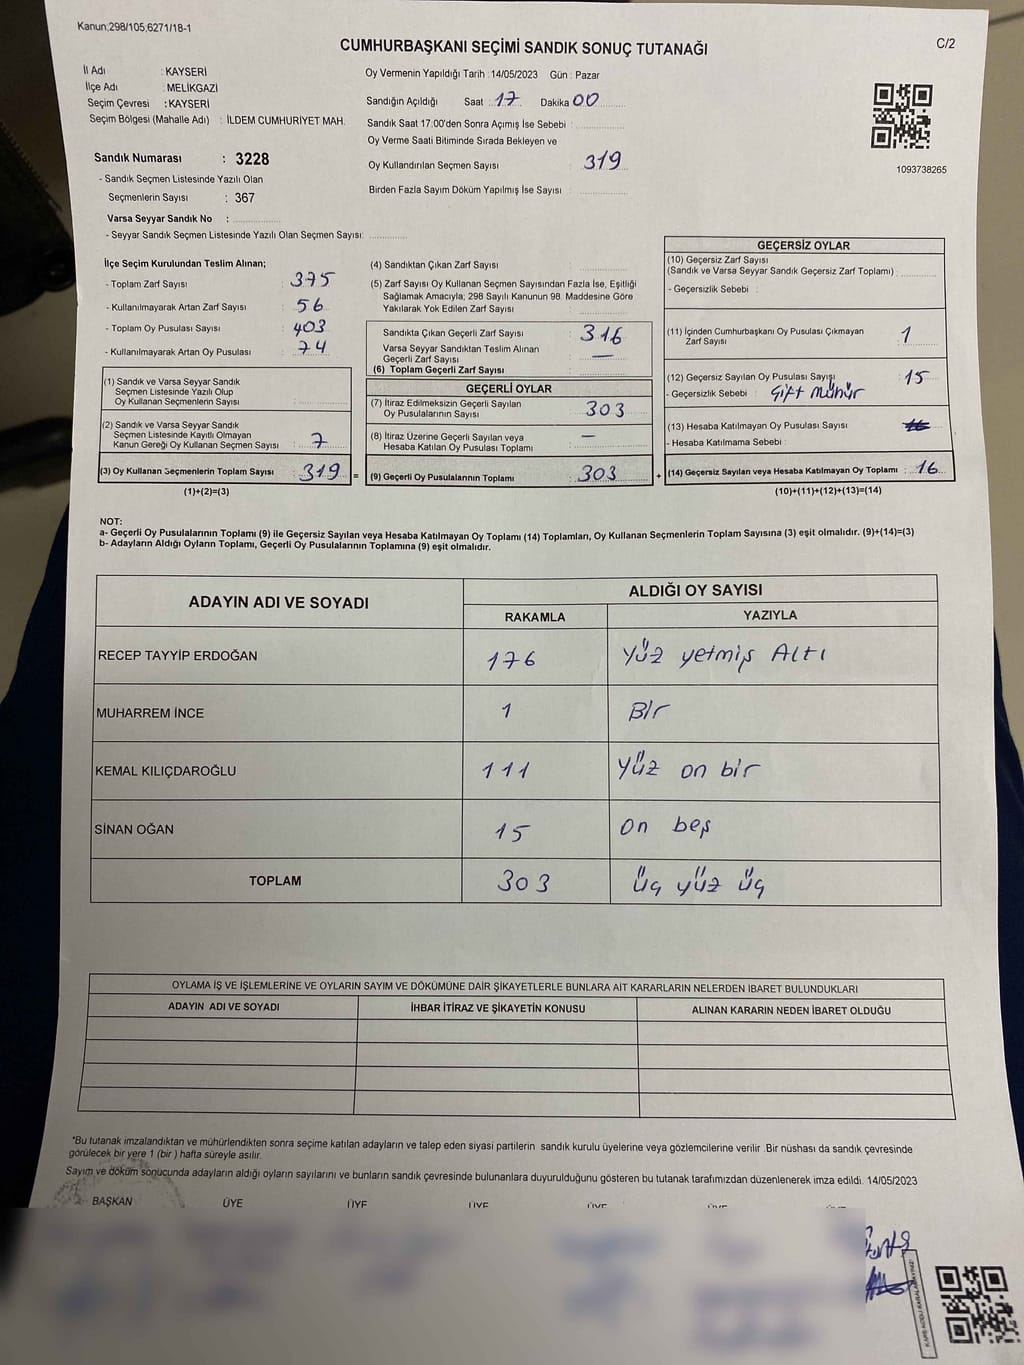 Kanun;298/105,6271/18-1
CUMHURBAŞKANI SEÇİMİ SANDIK SONUÇ TUTANAĞI
C/2
İl Adı : KAYSERİ
İlçe Adı : MELİKGAZİ
Seçim Çevresi : KAYSERİ
Seçim Bölgesi (Mahalle Adı) : İLDEM CUMHURİYET MAH.
Oy Vermenin Yapıldığı Tarih :14/05/2023 Gün : Pazar
Sandığın Açıldığı Saat 17 Dakika 00
Sandık Saat 17:00'den Sonra Açımış İse Sebebi :
Oy Verme Saati Bitiminde Sırada Bekleyen ve
Oy Kullandırılan Seçmen Sayısı : 319
Birden Fazla Sayım Döküm Yapılmış İse Sayısı :
1093738265
Sandık Numarası : 3228
- Sandık Seçmen Listesinde Yazılı Olan
Seçmenlerin Sayısı : 367
Varsa Seyyar Sandık No :
- Seyyar Sandık Seçmen Listesinde Yazılı Olan Seçmen Sayısı:
İlçe Seçim Kurulundan Teslim Alınan;
- Toplam Zarf Sayısı : 375
- Kullanılmayarak Artan Zarf Sayısı : 56
- Toplam Oy Pusulası Sayısı : 403
- Kullanılmayarak Artan Oy Pusulası : 74
(1) Sandık ve Varsa Seyyar Sandık
Seçmen Listesinde Yazılı Olup
Oy Kullanan Seçmenlerin Sayısı :
(2) Sandık ve Varsa Seyyar Sandık
Seçmen Listesinde Kayıtlı Olmayan
Kanun Gereği Oy Kullanan Seçmen Sayısı : 7
(3) Oy Kullanan Seçmenlerin Toplam Sayısı : 319 =
(1)+(2)=(3)
(4) Sandıktan Çıkan Zarf Sayısı :
(5) Zarf Sayısı Oy Kullanan Seçmen Sayısından Fazla İse, Eşitliği
Sağlamak Amacıyla; 298 Sayılı Kanunun 98. Maddesine Göre
Yakılarak Yok Edilen Zarf Sayısı :
Sandıkta Çıkan Geçerli Zarf Sayısı : 316
Varsa Seyyar Sandıktan Teslim Alınan
Geçerli Zarf Sayısı : —
(6) Toplam Geçerli Zarf Sayısı :
GEÇERLİ OYLAR
(7) İtiraz Edilmeksizin Geçerli Sayılan
Oy Pusulalarının Sayısı : 303
(8) İtiraz Üzerine Geçerli Sayılan veya
Hesaba Katılan Oy Pusulası Toplamı : —
(9) Geçerli Oy Pusulalarının Toplamı : 303 +
GEÇERSİZ OYLAR
(10) Geçersiz Zarf Sayısı
(Sandık ve Varsa Seyyar Sandık Geçersiz Zarf Toplamı) :
- Geçersizlik Sebebi :
(11) İçinden Cumhurbaşkanı Oy Pusulası Çıkmayan
Zarf Sayısı : 1
(12) Geçersiz Sayılan Oy Pusulası Sayışı : 15
- Geçersizlik Sebebi : Çift Mühür
(13) Hesaba Katılmayan Oy Pusulası Sayısı :
- Hesaba Katılmama Sebebi :
(14) Geçersiz Sayılan veya Hesaba Katılmayan Oy Toplamı : 16
(10)+(11)+(12)+(13)=(14)
NOT:
a- Geçerli Oy Pusulalarının Toplamı (9) ile Geçersiz Sayılan veya Hesaba Katılmayan Oy Toplamı (14) Toplamları, Oy Kullanan Seçmenlerin Toplam Sayısına (3) eşit olmalıdır. (9)+(14)=(3)
b- Adayların Aldığı Oyların Toplamı, Geçerli Oy Pusulalarının Toplamına (9) eşit olmalıdır.
ADAYIN ADI VE SOYADI
ALDIĞI OY SAYISI
RAKAMLA YAZIYLA
RECEP TAYYİP ERDOĞAN 176 Yüz yetmiş Altı
MUHARREM İNCE 1 Bir
KEMAL KILIÇDAROĞLU 111 Yüz on bir
SİNAN OĞAN 15 On beş
TOPLAM 303 üç yüz üç
OYLAMA İŞ VE İŞLEMLERİNE VE OYLARIN SAYIM VE DÖKÜMÜNE DAİR ŞİKAYETLERLE BUNLARA AİT KARARLARIN NELERDEN İBARET BULUNDUKLARI
ADAYIN ADI VE SOYADI İHBAR İTİRAZ VE ŞİKAYETİN KONUSU ALINAN KARARIN NEDEN İBARET OLDUĞU
*Bu tutanak imzalandıktan ve mühürlendikten sonra seçime katılan adayların ve talep eden siyasi partilerin sandık kurulu üyelerine veya gözlemcilerine verilir .Bir nüshası da sandık çevresinde
görülecek bir yere 1 (bir ) hafta süreyle asılır.
Sayım ve döküm sonucunda adayların aldığı oyların sayılarını ve bunların sandık çevresinde bulunanlara duyurulduğunu gösteren bu tutanak tarafımızdan düzenlenerek imza edildi. 14/05/2023
BAŞKAN ÜYE ÜYE ÜYE ÜYE